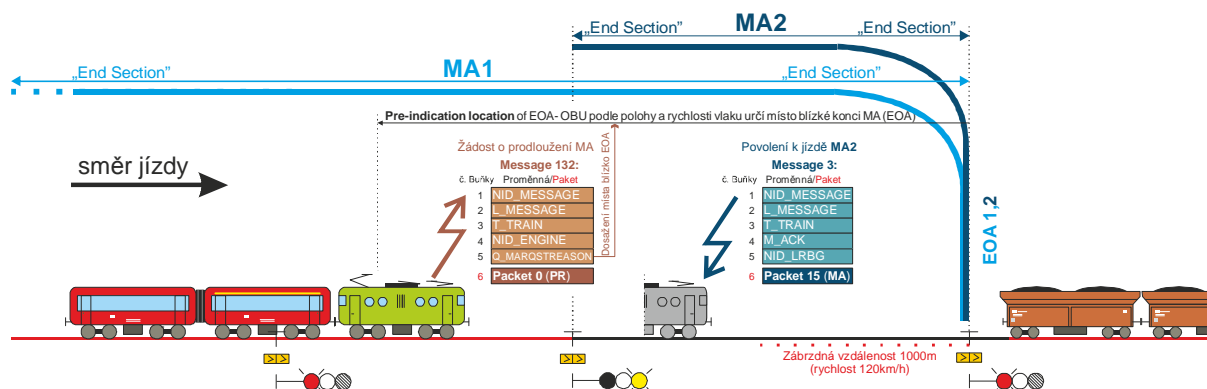 MA2
„End Section" „End Section"
MA1
„End Section" „End Section"
Pre-indication location of EOA- OBU podle polohy a rychlosti vlaku určí místo blízké konci MA (EOA)
směr jízdy
Žádost o prodloužení MA
Message 132:
č. Buňky Proměnná/Paket
1 NID_MESSAGE
2 L_MESSAGE
3 T_TRAIN
4 NID_ENGINE
5 Q_MARQSTREASON
6 Packet 0 (PR)
Dosažení místa blízko EOA
Povolení k jízdě MA2
Message 3:
č. Buňky Proměnná/Paket
1 NID_MESSAGE
2 L_MESSAGE
3 T_TRAIN
4 M_ACK
5 NID_LRBG
6 Packet 15 (MA)
EOA 1,2
Zábrzdná vzdálenost 1000m
(rychlost 120km/h)